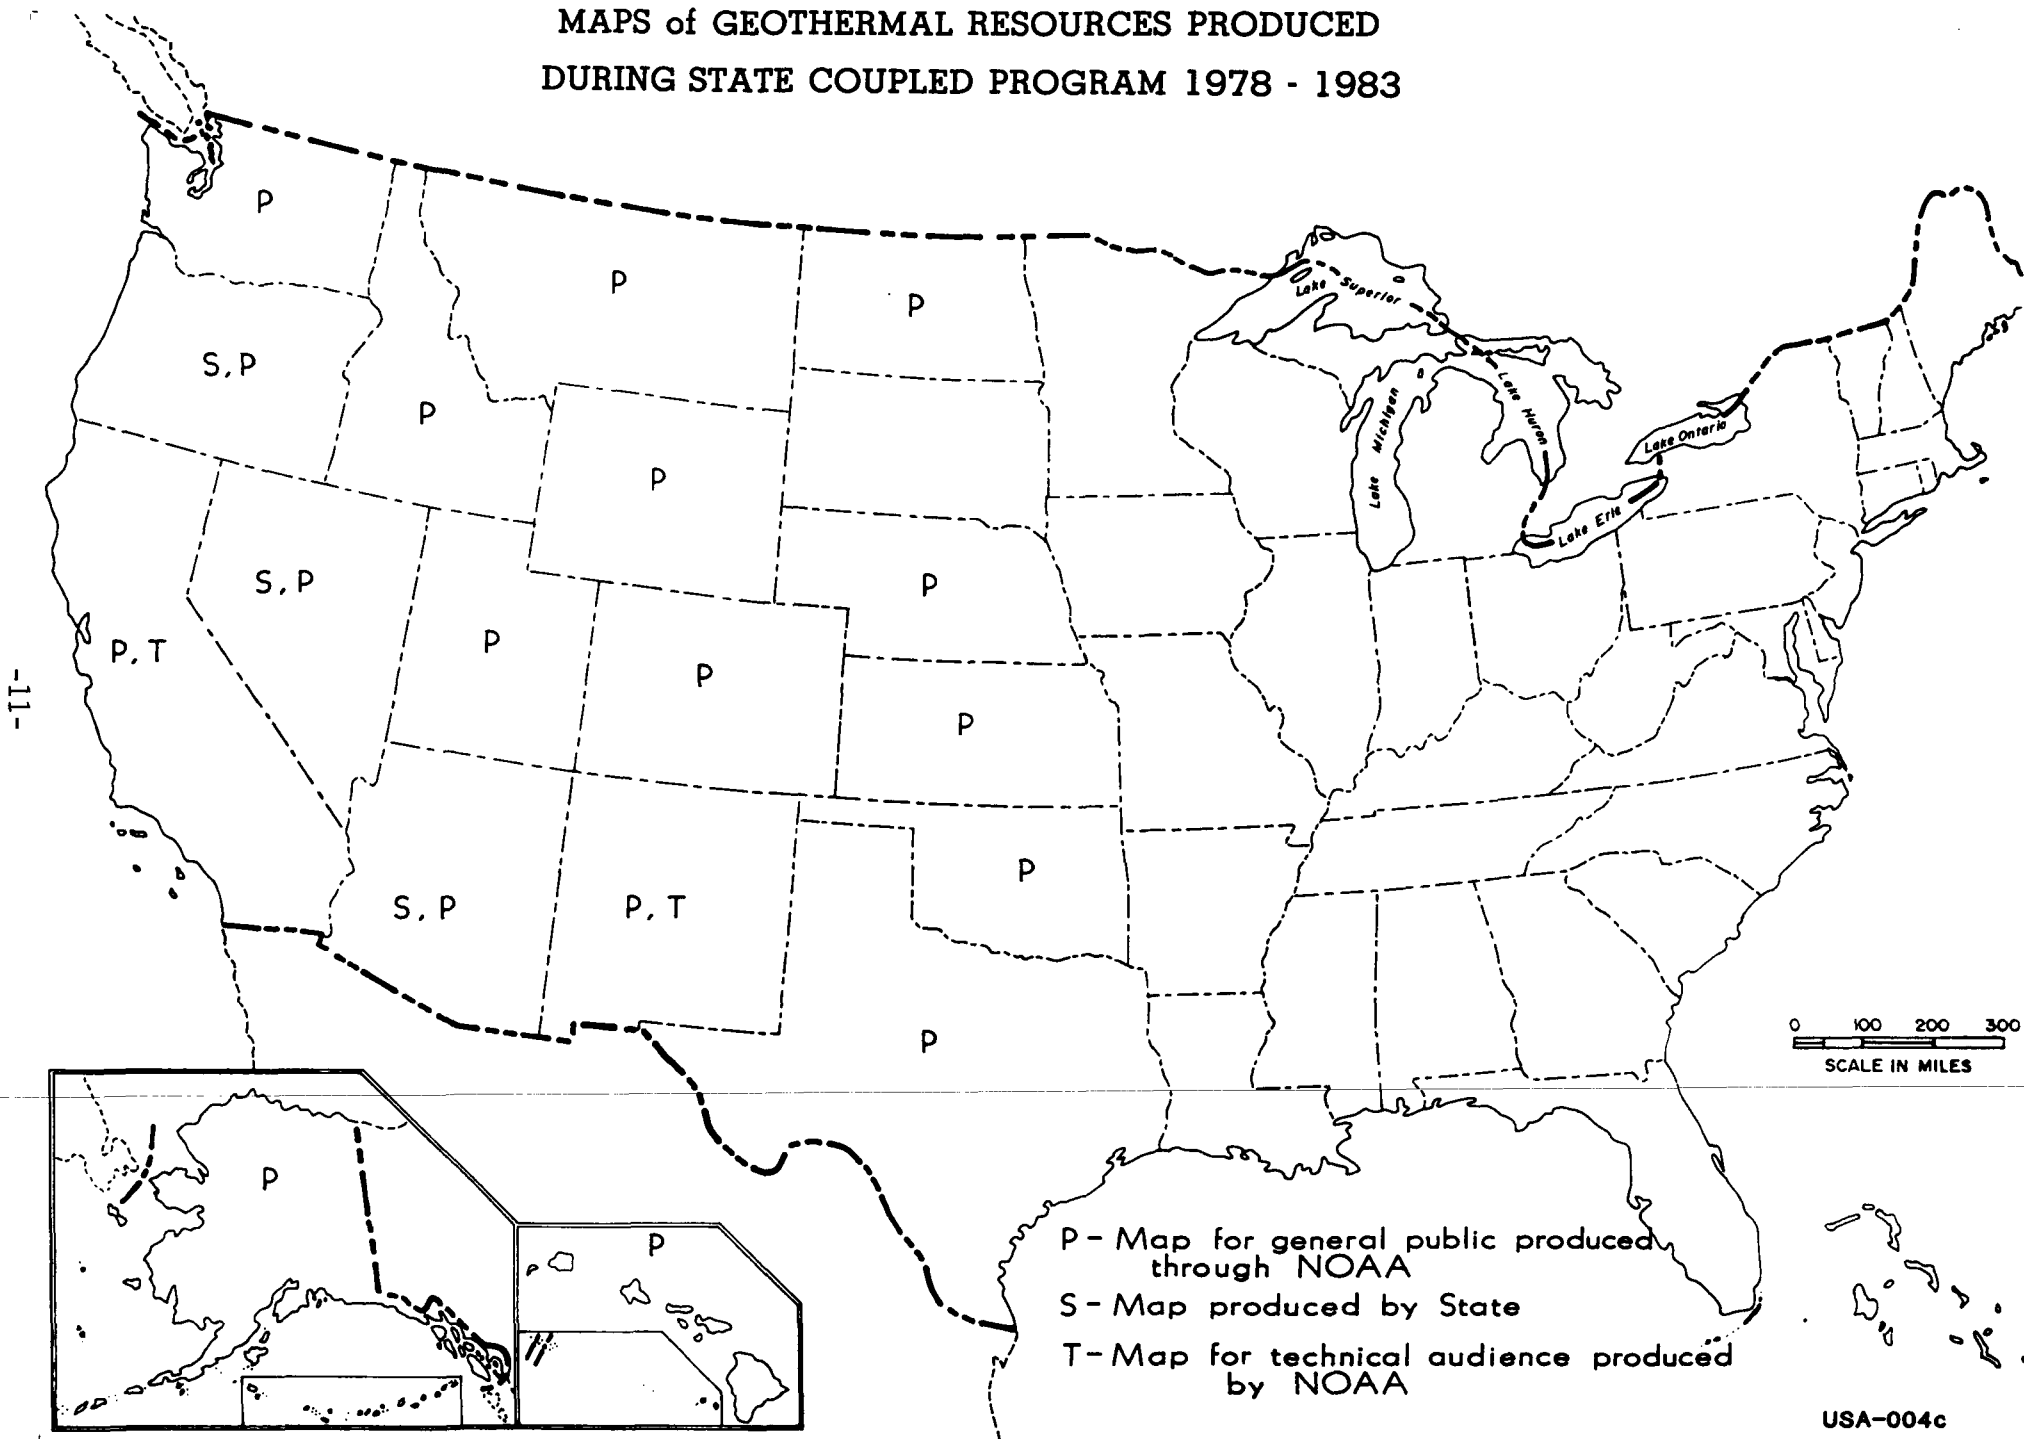 MAPS of GEOTHERMAL RESOURCES PRODUCED
DURING STATE COUPLED PROGRAM 1978 - 1983
P
P
P
Lake Superior
S, P
P
Lake Michigan
Lake Huron
Lake Ontario
P
Lake Erie
S, P
P
P, T
P
P
P
-11-
P
S, P
P, T
P
0 100 200 300
SCALE IN MILES
P
P
P - Map for general public produced
through NOAA
S - Map produced by State
T - Map for technical audience produced
by NOAA
USA-004c